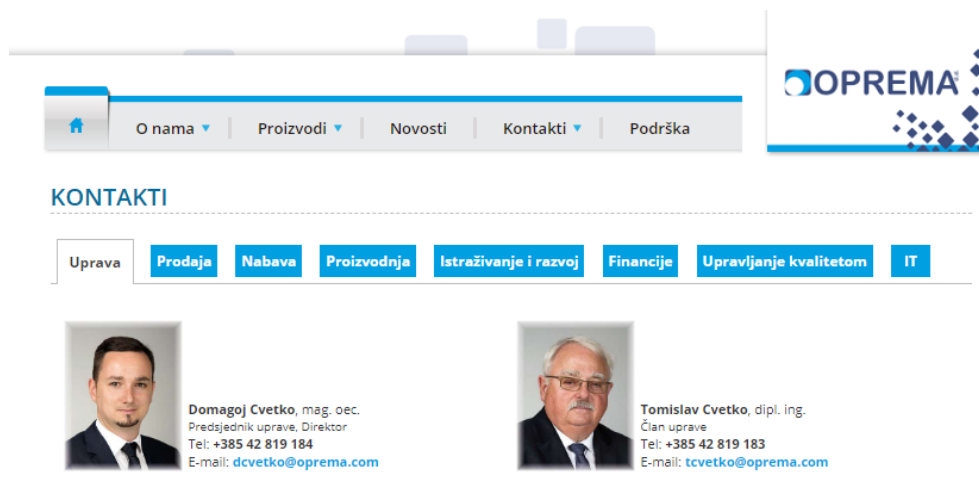 OPREMA d.d.
O nama
Proizvodi
Novosti
Kontakti
Podrška
KONTAKTI
Uprava
Prodaja
Nabava
Proizvodnja
Istraživanje i razvoj
Financije
Upravljanje kvalitetom
IT
Domagoj Cvetko, mag. oec.
Predsjednik uprave, Direktor
Tel: +385 42 819 184
E-mail: dcvetko@oprema.com
Tomislav Cvetko, dipl. ing.
Član uprave
Tel: +385 42 819 183
E-mail: tcvetko@oprema.com